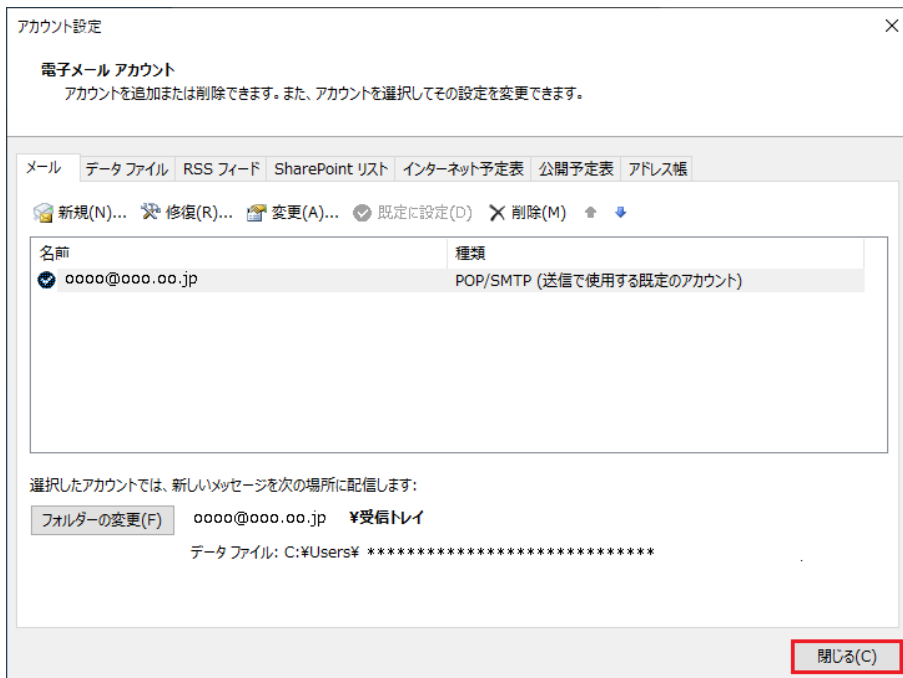 アカウント設定
電子メール アカウント
アカウントを追加または削除できます。また、アカウントを選択してその設定を変更できます。
メール データ ファイル RSS フィード SharePoint リスト インターネット予定表 公開予定表 アドレス帳
新規(N)... 修復(R)... 変更(A)... 既定に設定(D) 削除(M)
名前 種類
oooo@ooo.oo.jp POP/SMTP (送信で使用する既定のアカウント)
選択したアカウントでは、新しいメッセージを次の場所に配信します:
フォルダーの変更(F) oooo@ooo.oo.jp ¥受信トレイ
データ ファイル: C:¥Users¥ *****************************
閉じる(C)